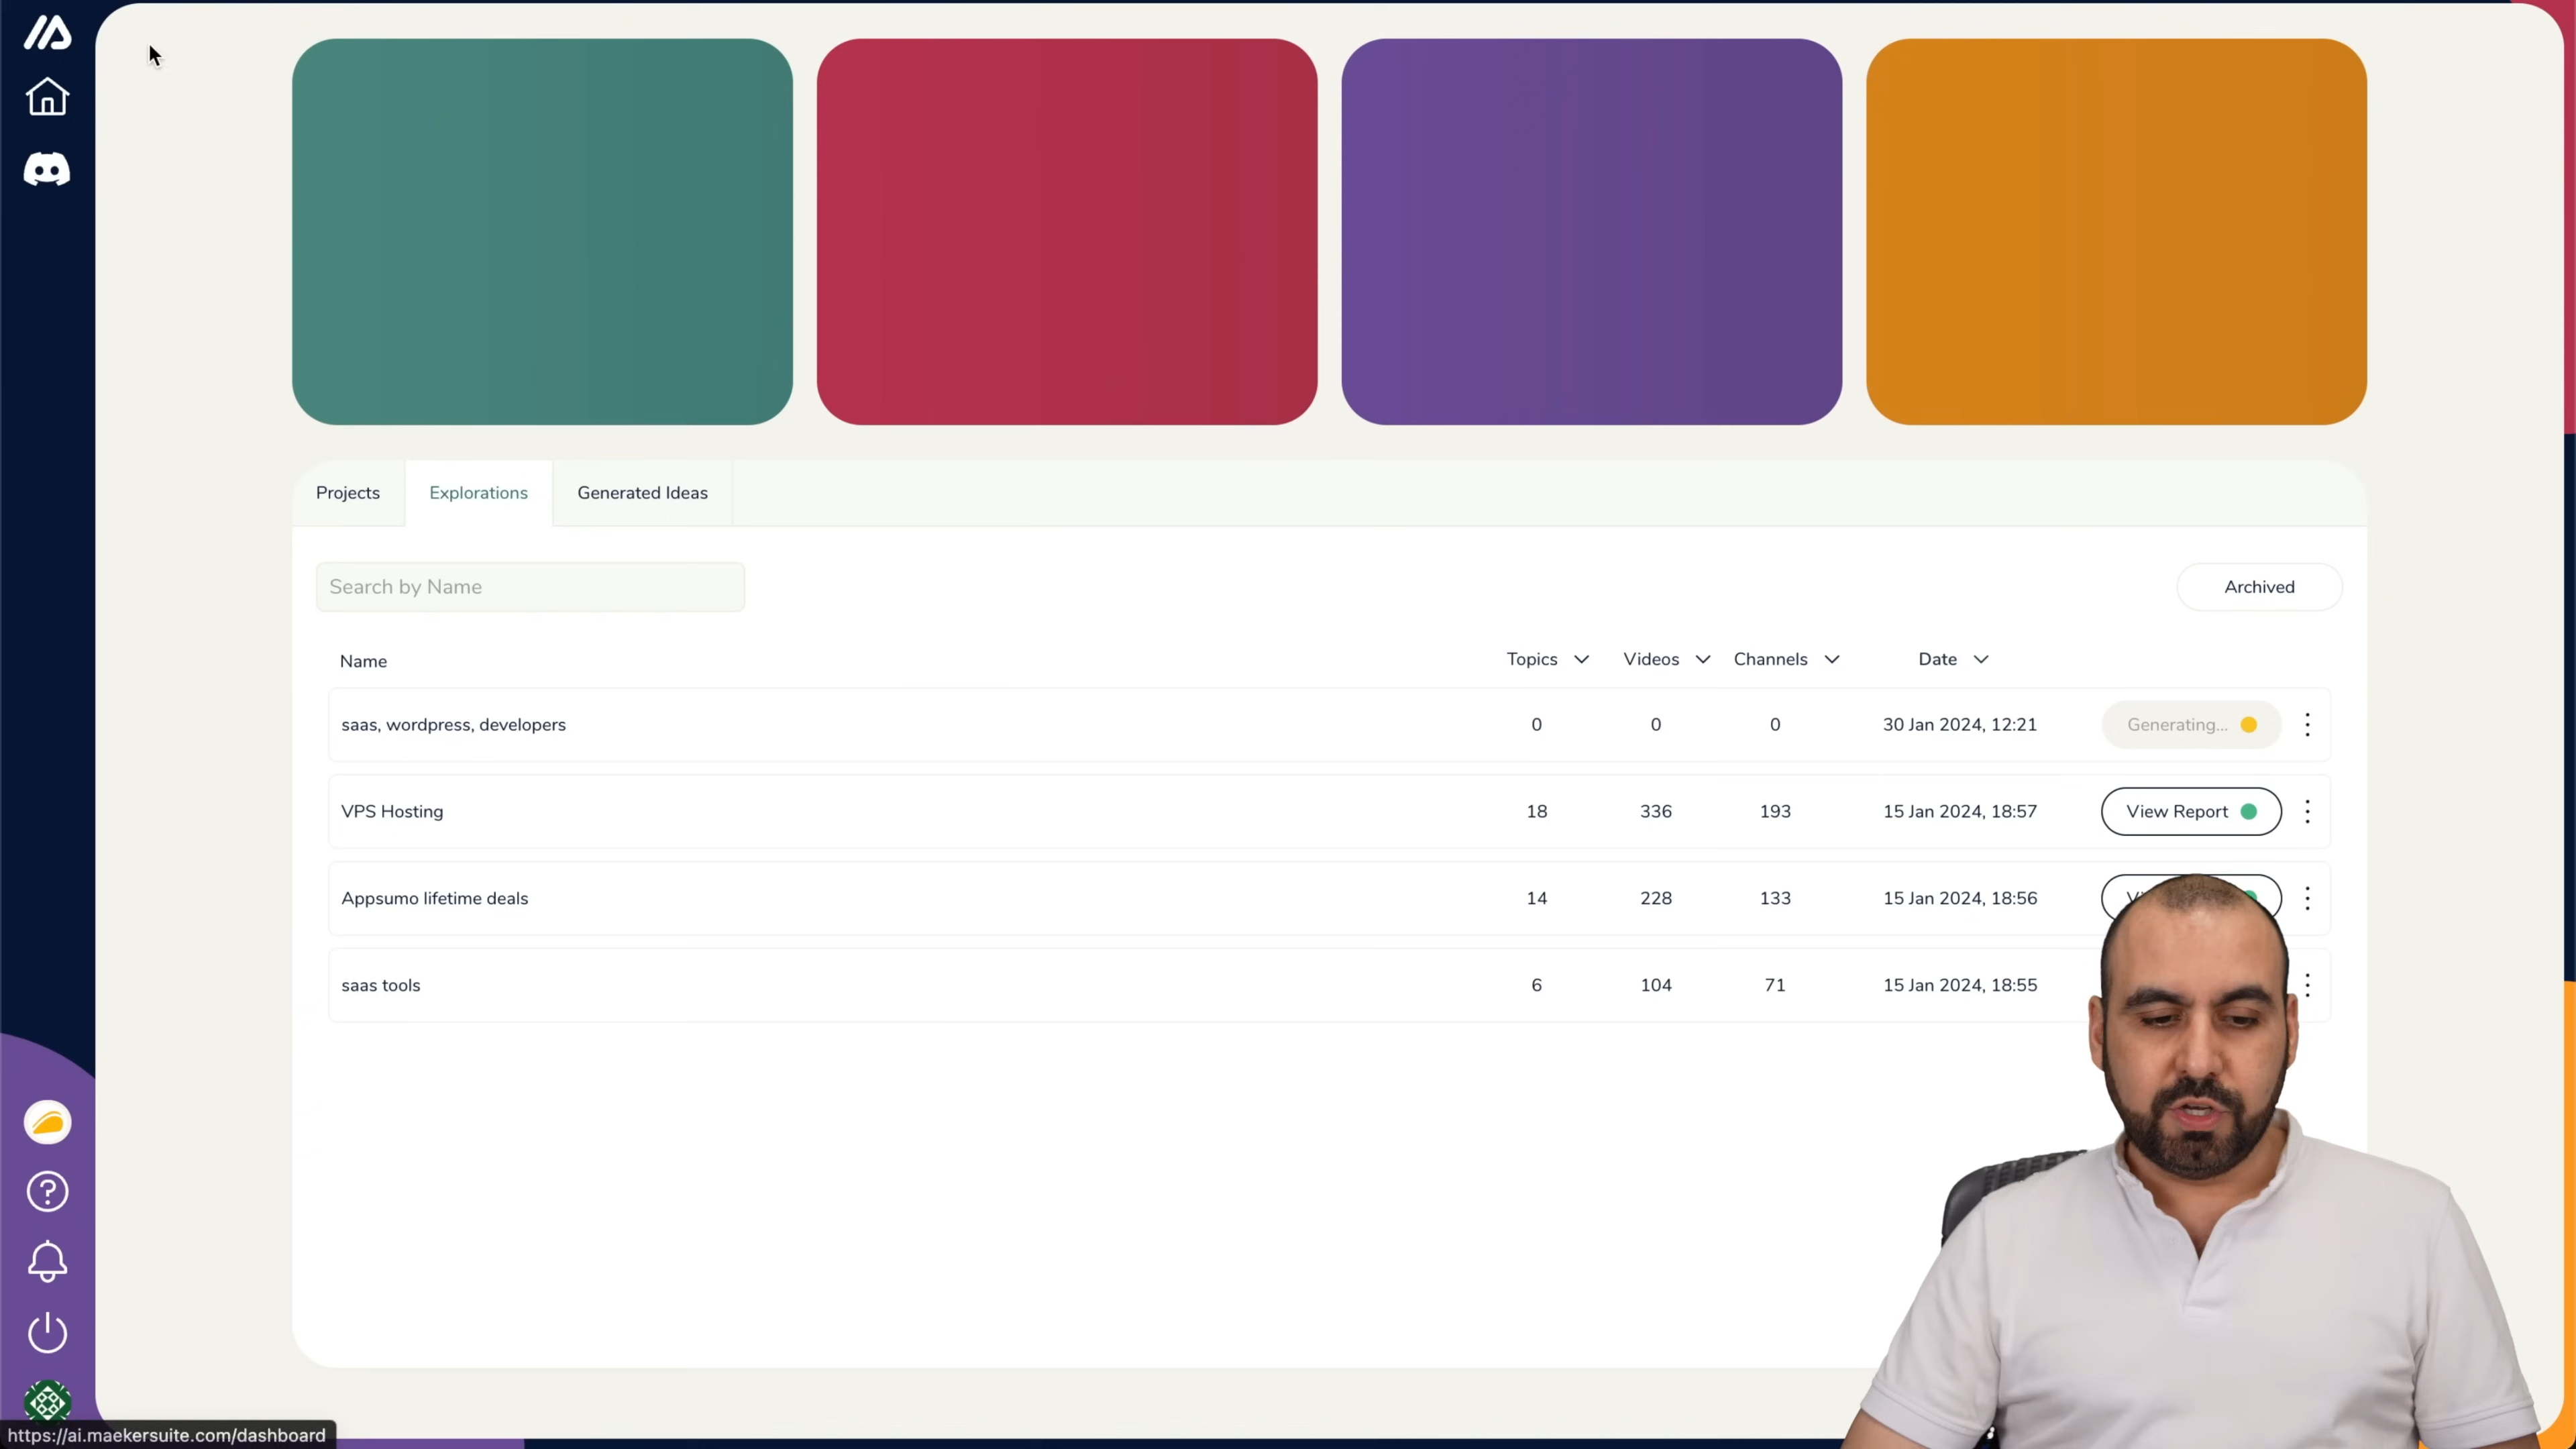 Projects Explorations Generated Ideas
Search by Name Archived
Name Topics Videos Channels Date
saas, wordpress, developers 0 0 0 30 Jan 2024, 12:21 Generating...
VPS Hosting 18 336 193 15 Jan 2024, 18:57 View Report
Appsumo lifetime deals 14 228 133 15 Jan 2024, 18:56
saas tools 6 104 71 15 Jan 2024, 18:55
https://ai.maekersuite.com/dashboard